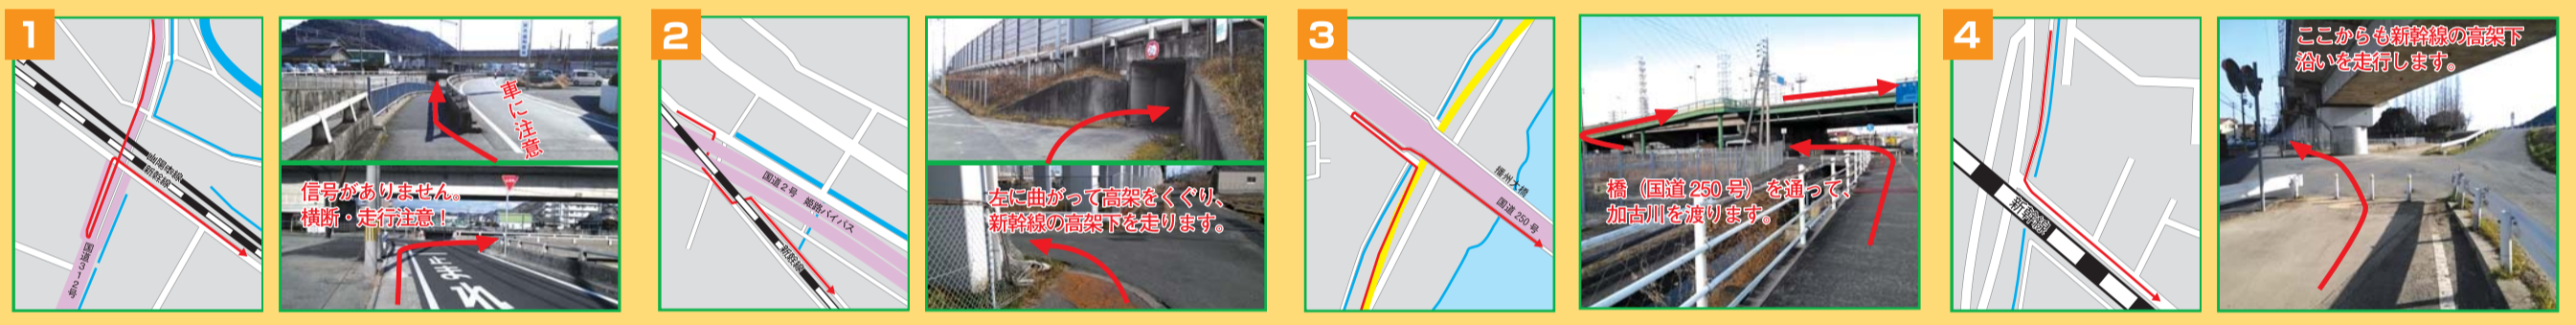 1
山陽本線
新幹線
国道312号
車に注意
信号がありません。
横断・走行注意！
2
国道2号 姫路バイパス
新幹線
左に曲がって高架をくぐり、
新幹線の高架下を走ります。
3
播州大橋
国道250号
橋（国道250号）を通って、
加古川を渡ります。
4
新幹線
ここからも新幹線の高架下
沿いを走行します。